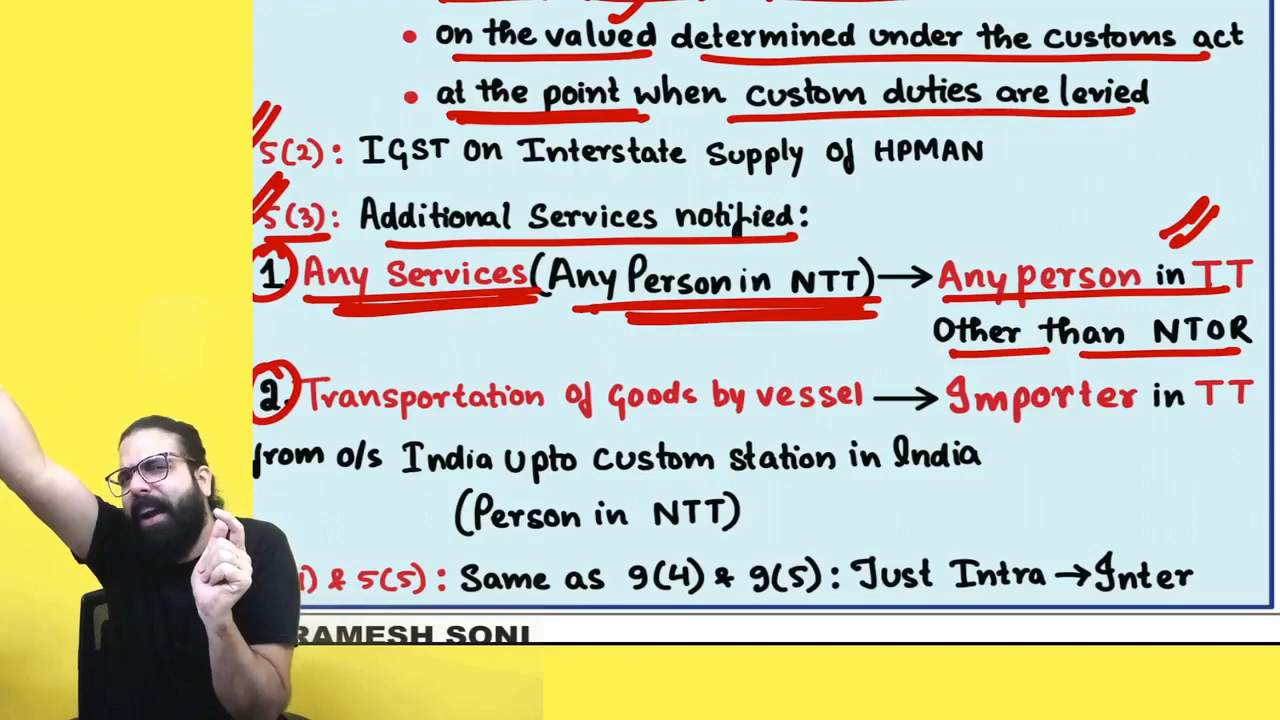 • on the valued determined under the customs act
• at the point when custom duties are levied
5(2): IGST on Interstate Supply of HPMAN
5(3): Additional Services notified:
1. Any Services (Any Person in NTT) → Any person in TT
Other than NTOR
2. Transportation of goods by vessel → Importer in TT
from o/s India upto custom station in India
(Person in NTT)
& 5(5): Same as 9(4) & 9(5): Just Intra → Inter
RAMESH SONI